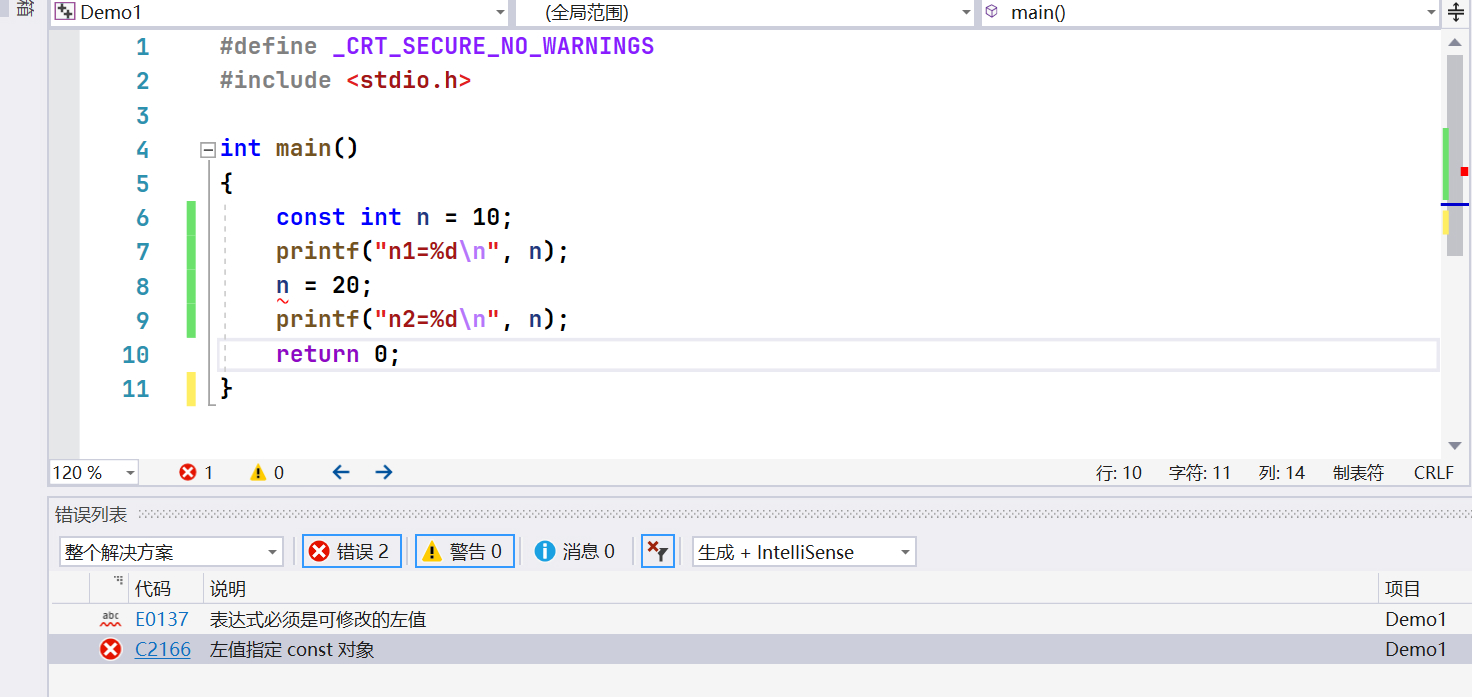 箱
Demo1 (全局范围) main()
1 #define _CRT_SECURE_NO_WARNINGS
2 #include <stdio.h>
3
4 int main()
5 {
6 const int n = 10;
7 printf("n1=%d\n", n);
8 n = 20;
9 printf("n2=%d\n", n);
10 return 0;
11 }
120 % 1 0 行: 10 字符: 11 列: 14 制表符 CRLF
错误列表
整个解决方案 错误 2 警告 0 消息 0 生成 + IntelliSense
代码 说明 项目
abc E0137 表达式必须是可修改的左值 Demo1
C2166 左值指定 const 对象 Demo1